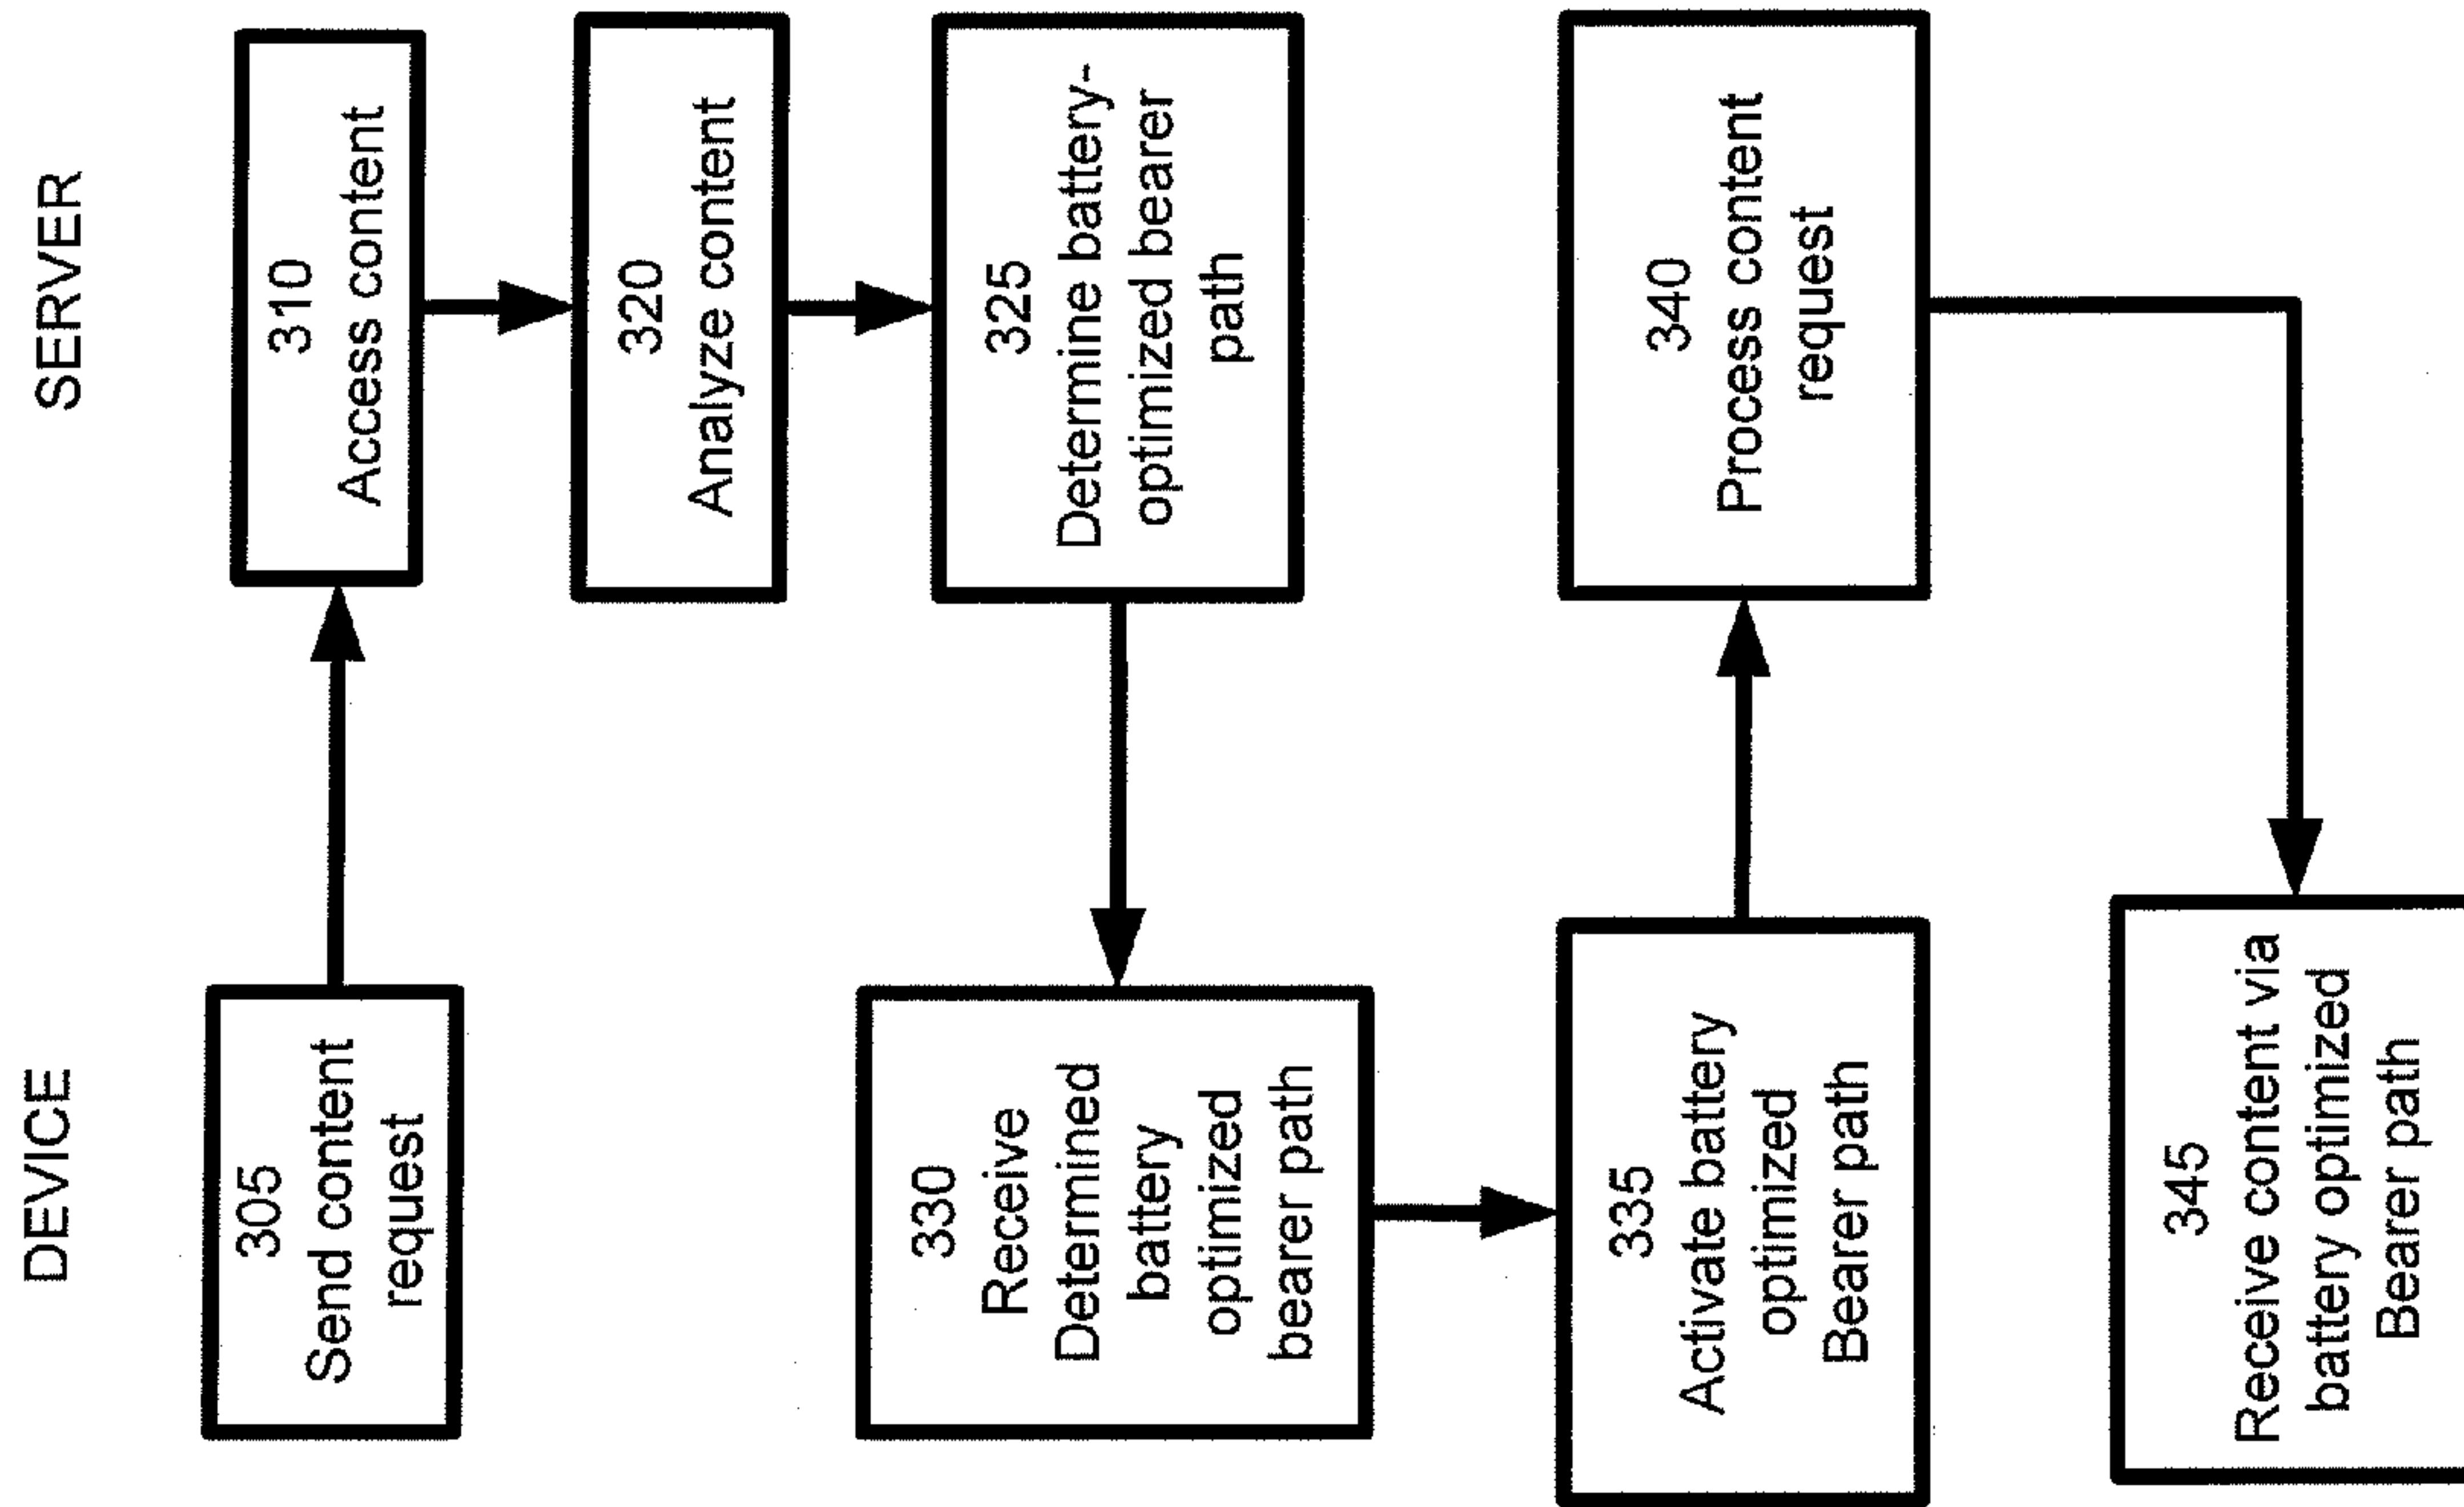 DEVICE
SERVER
305
Send content
request
310
Access content
320
Analyze content
325
Determine battery-
optimized bearer
path
330
Receive
Determined
battery
optimized
bearer path
335
Activate battery
optimized
Bearer path
340
Process content
request
345
Receive content via
battery optimized
Bearer path